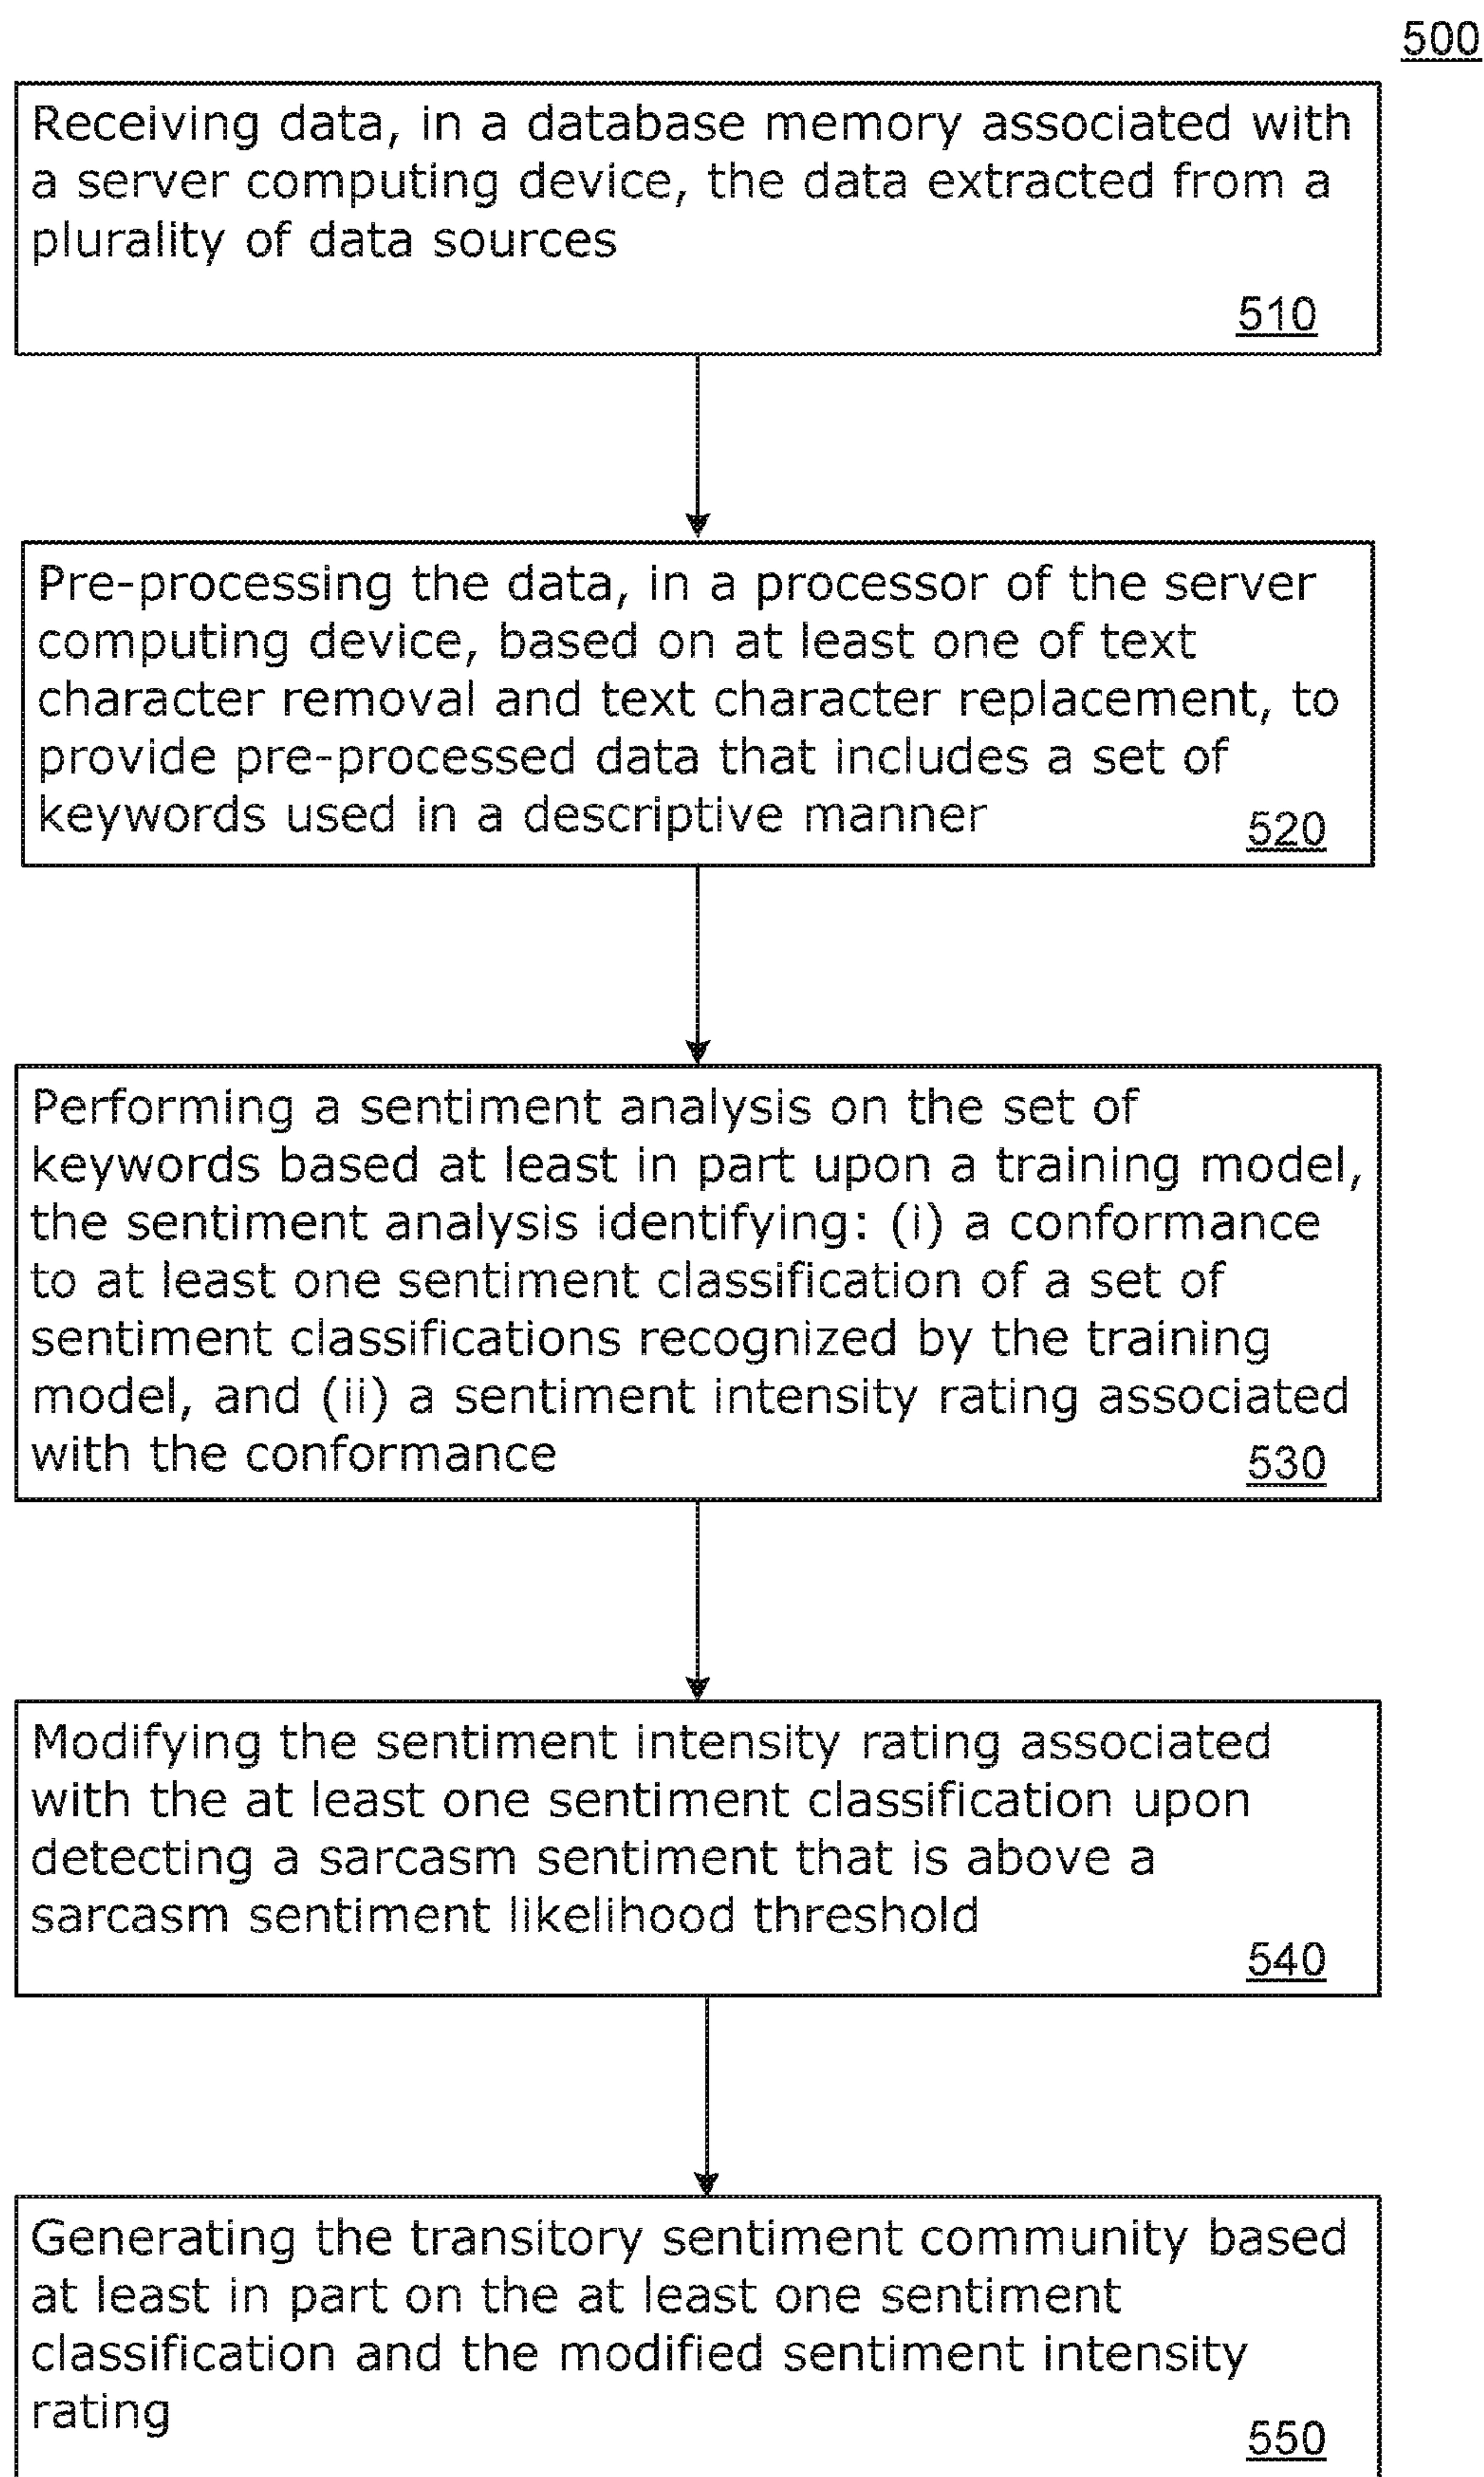 500
Receiving data, in a database memory associated with
a server computing device, the data extracted from a
plurality of data sources
510
Pre-processing the data, in a processor of the server
computing device, based on at least one of text
character removal and text character replacement, to
provide pre-processed data that includes a set of
keywords used in a descriptive manner
520
Performing a sentiment analysis on the set of
keywords based at least in part upon a training model,
the sentiment analysis identifying: (i) a conformance
to at least one sentiment classification of a set of
sentiment classifications recognized by the training
model, and (ii) a sentiment intensity rating associated
with the conformance
530
Modifying the sentiment intensity rating associated
with the at least one sentiment classification upon
detecting a sarcasm sentiment that is above a
sarcasm sentiment likelihood threshold
540
Generating the transitory sentiment community based
at least in part on the at least one sentiment
classification and the modified sentiment intensity
rating
550